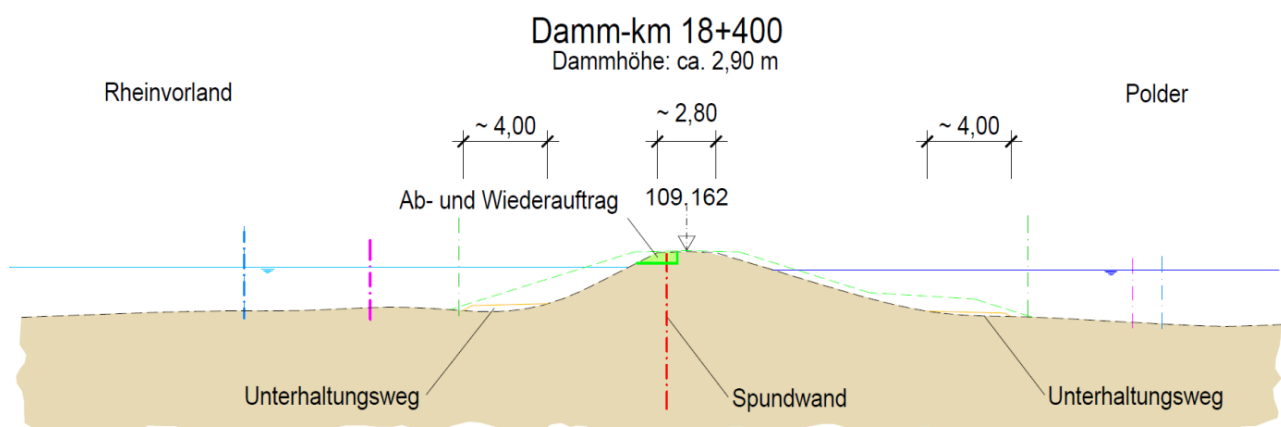 Damm-km 18+400
Dammhöhe: ca. 2,90 m
Rheinvorland
Polder
~ 4,00
~ 2,80
~ 4,00
Ab- und Wiederauftrag
109,162
Unterhaltungsweg
Spundwand
Unterhaltungsweg